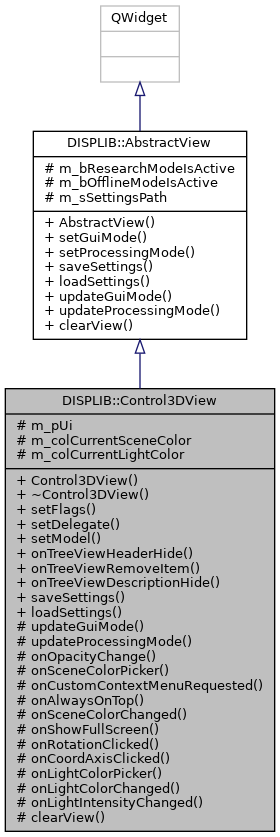 QWidget
DISPLIB::AbstractView
# m_bResearchModeIsActive
# m_bOfflineModeIsActive
# m_sSettingsPath
+ AbstractView()
+ setGuiMode()
+ setProcessingMode()
+ saveSettings()
+ loadSettings()
+ updateGuiMode()
+ updateProcessingMode()
+ clearView()
DISPLIB::Control3DView
# m_pUi
# m_colCurrentSceneColor
# m_colCurrentLightColor
+ Control3DView()
+ ~Control3DView()
+ setFlags()
+ setDelegate()
+ setModel()
+ onTreeViewHeaderHide()
+ onTreeViewRemoveItem()
+ onTreeViewDescriptionHide()
+ saveSettings()
+ loadSettings()
# updateGuiMode()
# updateProcessingMode()
# onOpacityChange()
# onSceneColorPicker()
# onCustomContextMenuRequested()
# onAlwaysOnTop()
# onSceneColorChanged()
# onShowFullScreen()
# onRotationClicked()
# onCoordAxisClicked()
# onLightColorPicker()
# onLightColorChanged()
# onLightIntensityChanged()
# clearView()